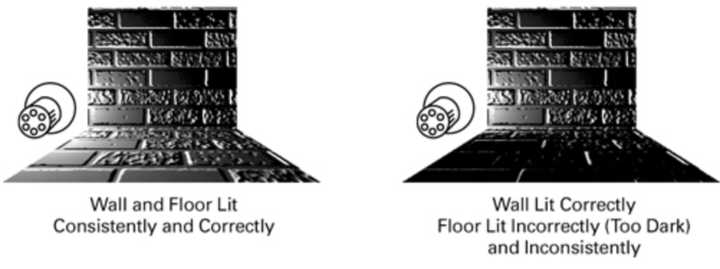 Wall and Floor Lit
Consistently and Correctly
Wall Lit Correctly
Floor Lit Incorrectly (Too Dark)
and Inconsistently